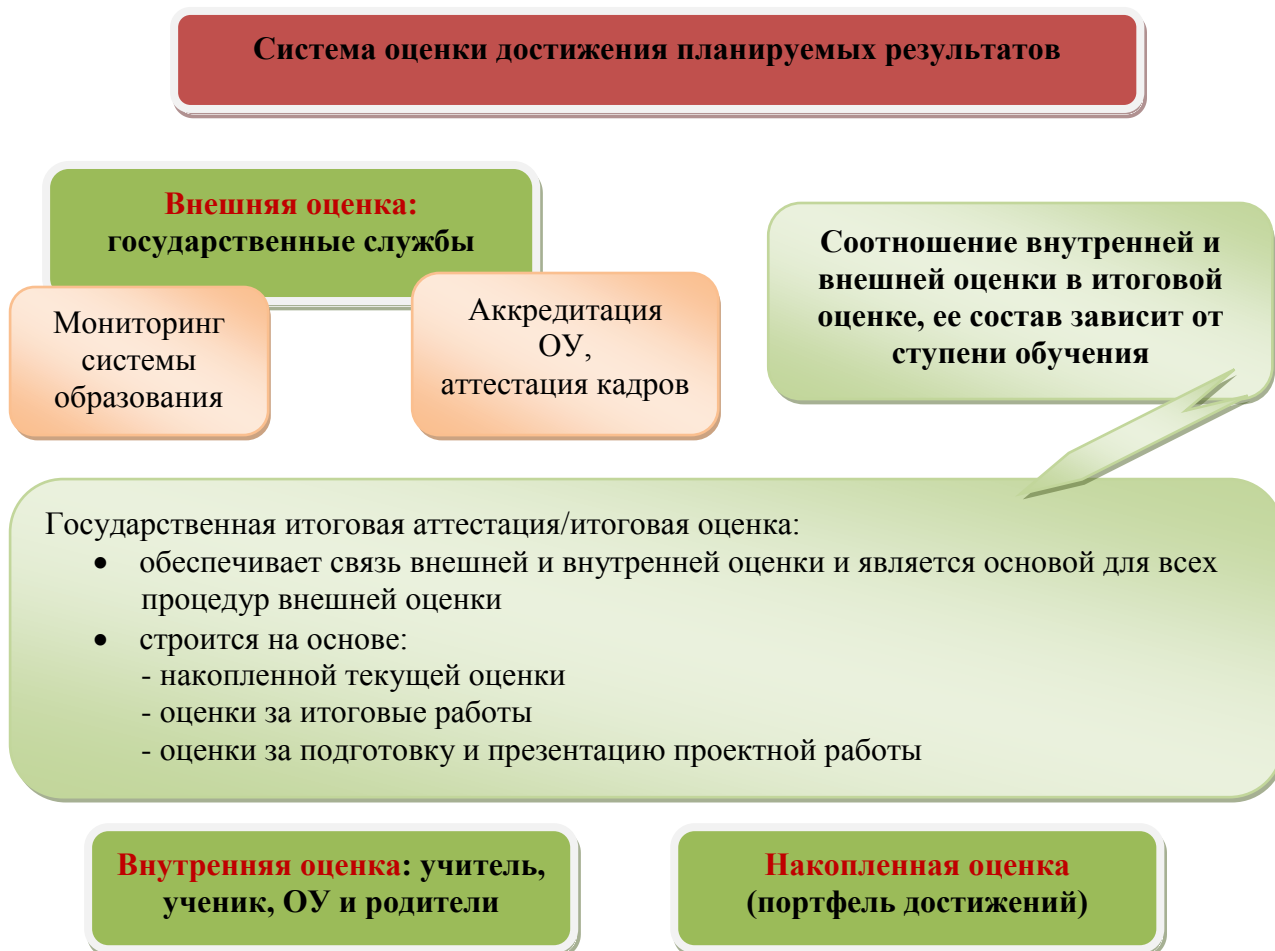 Система оценки достижения планируемых результатов
Внешняя оценка:
государственные службы
Мониторинг
системы
образования
Аккредитация
ОУ,
аттестация кадров
Соотношение внутренней и
внешней оценки в итоговой
оценке, ее состав зависит от
ступени обучения
Государственная итоговая аттестация/итоговая оценка:
• обеспечивает связь внешней и внутренней оценки и является основой для всех
процедур внешней оценки
• строится на основе:
- накопленной текущей оценки
- оценки за итоговые работы
- оценки за подготовку и презентацию проектной работы
Внутренняя оценка: учитель,
ученик, ОУ и родители
Накопленная оценка
(портфель достижений)